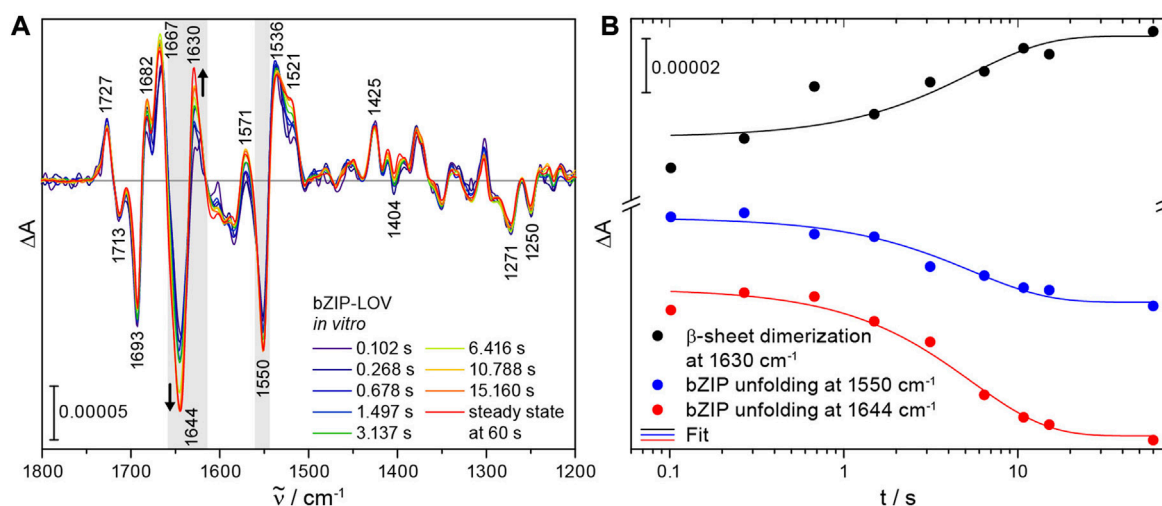 A
1727
1682
1667
1630
1536
1521
1571
1425
1713
1693
1644
1550
1404
1271
1250
bZIP-LOV
in vitro
0.102 s
0.268 s
0.678 s
1.497 s
3.137 s
6.416 s
10.788 s
15.160 s
steady state
at 60 s
0.00005
ΔA
1800 1700 1600 1500 1400 1300 1200
ṽ / cm⁻¹
B
0.00002
ΔA
β-sheet dimerization
at 1630 cm⁻¹
bZIP unfolding at 1550 cm⁻¹
bZIP unfolding at 1644 cm⁻¹
Fit
0.1 1 10
t / s